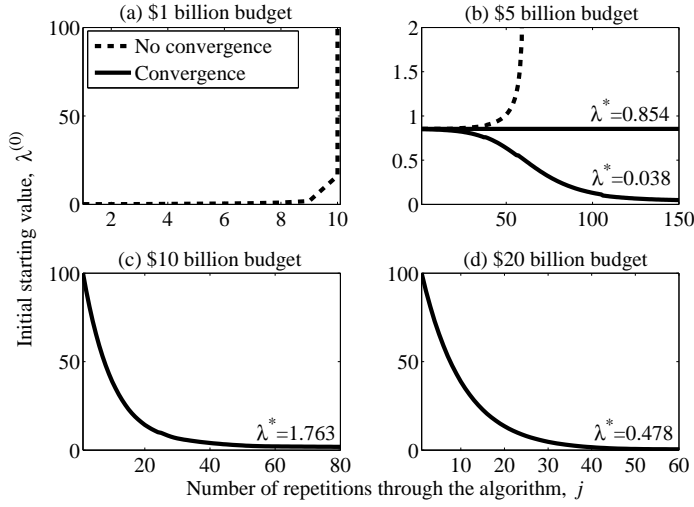 (a) $1 billion budget
No convergence
Convergence
100
50
0
2 4 6 8 10
(b) $5 billion budget
2
1.5
1
0.5
0
λ*=0.854
λ*=0.038
50 100 150
Initial starting value, λ(0)
(c) $10 billion budget
100
50
0
λ*=1.763
20 40 60 80
(d) $20 billion budget
100
50
0
λ*=0.478
10 20 30 40 50 60
Number of repetitions through the algorithm, j